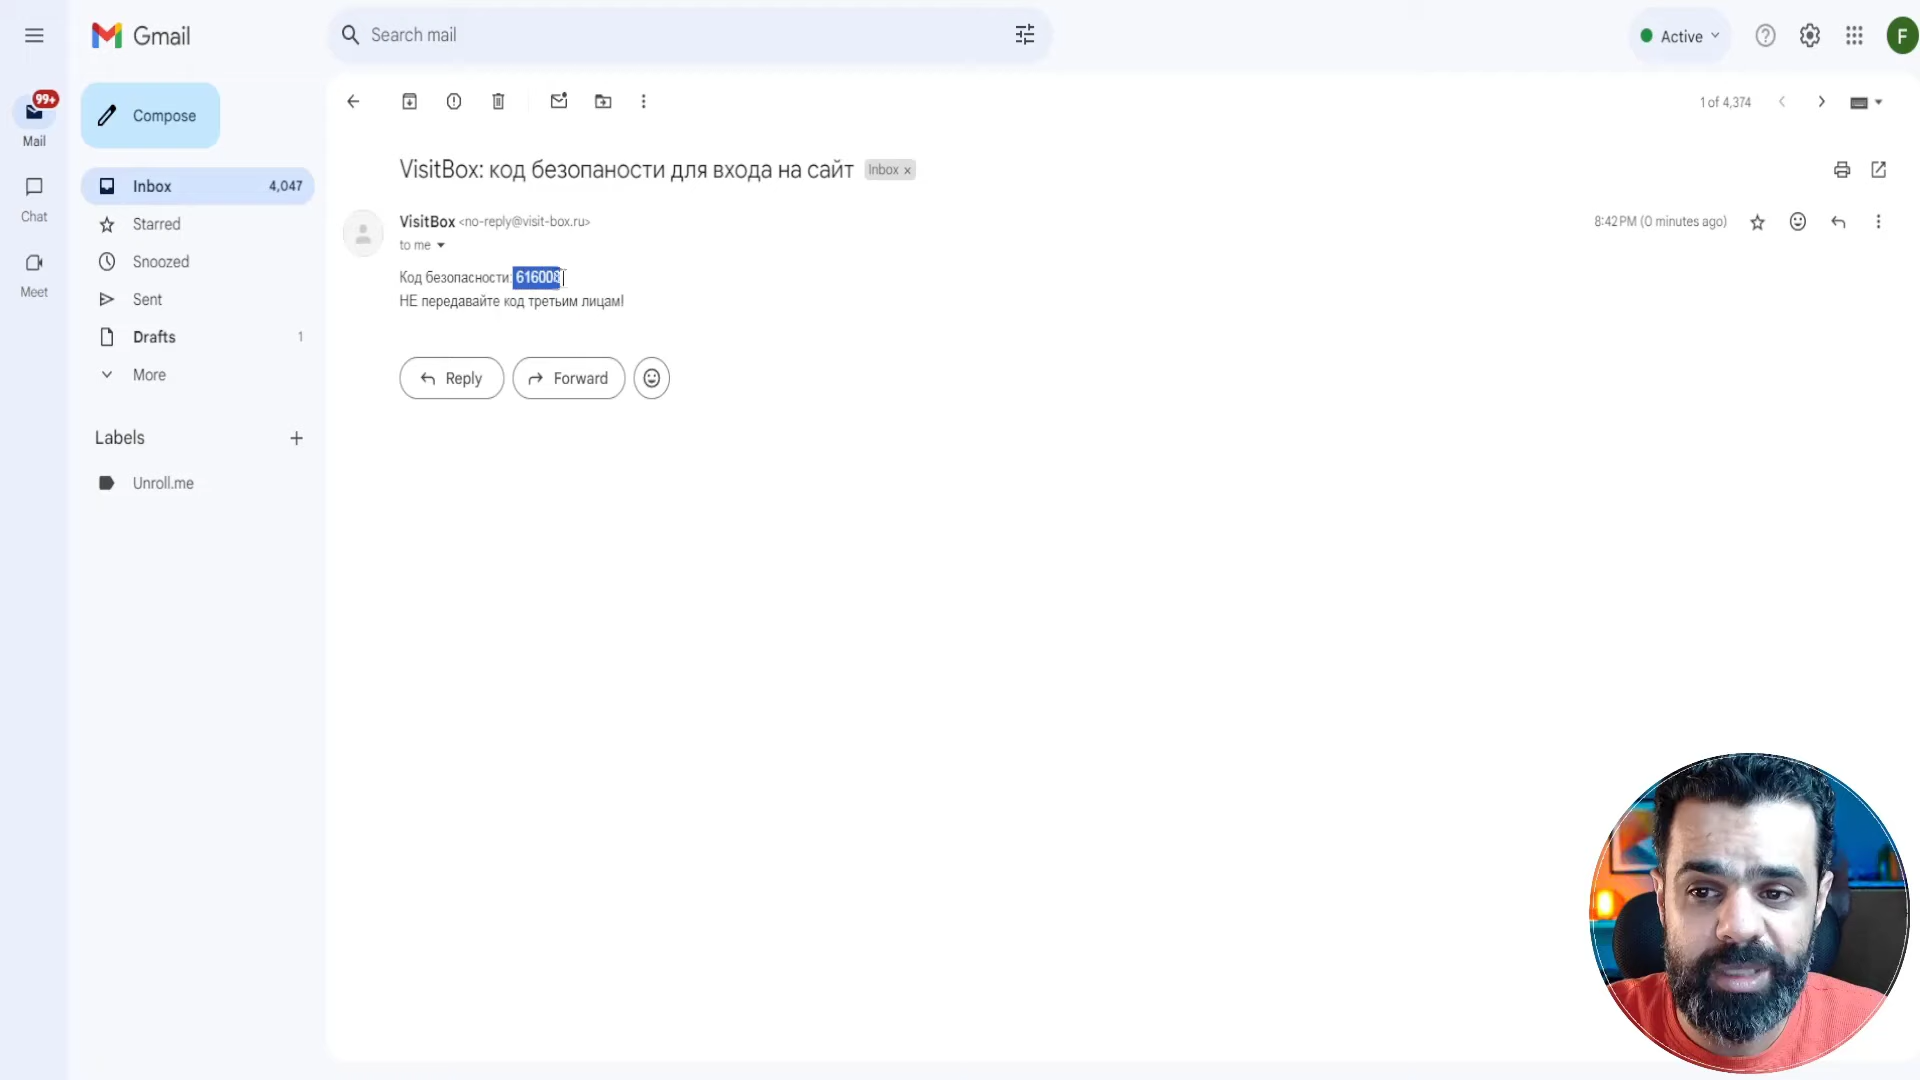 Gmail
Search mail
Active
F
99+
Mail
Compose
1 of 4,374
Inbox 4,047
VisitBox: код безопаности для входа на сайт Inbox x
Chat
Starred
VisitBox <no-reply@visit-box.ru> 8:42 PM (0 minutes ago)
to me
Snoozed
Код безопасности: 616008
Meet
Sent
НЕ передавайте код третьим лицам!
Drafts 1
More
Reply Forward
Labels
Unroll.me